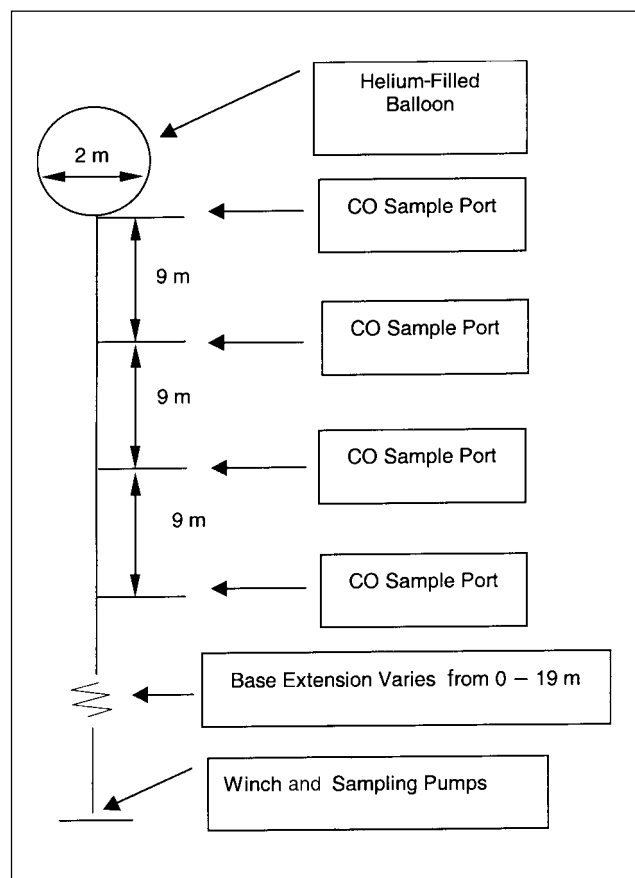 Helium-Filled
Balloon
2 m
CO Sample Port
9 m
CO Sample Port
9 m
CO Sample Port
9 m
CO Sample Port
Base Extension Varies from 0 – 19 m
Winch and Sampling Pumps